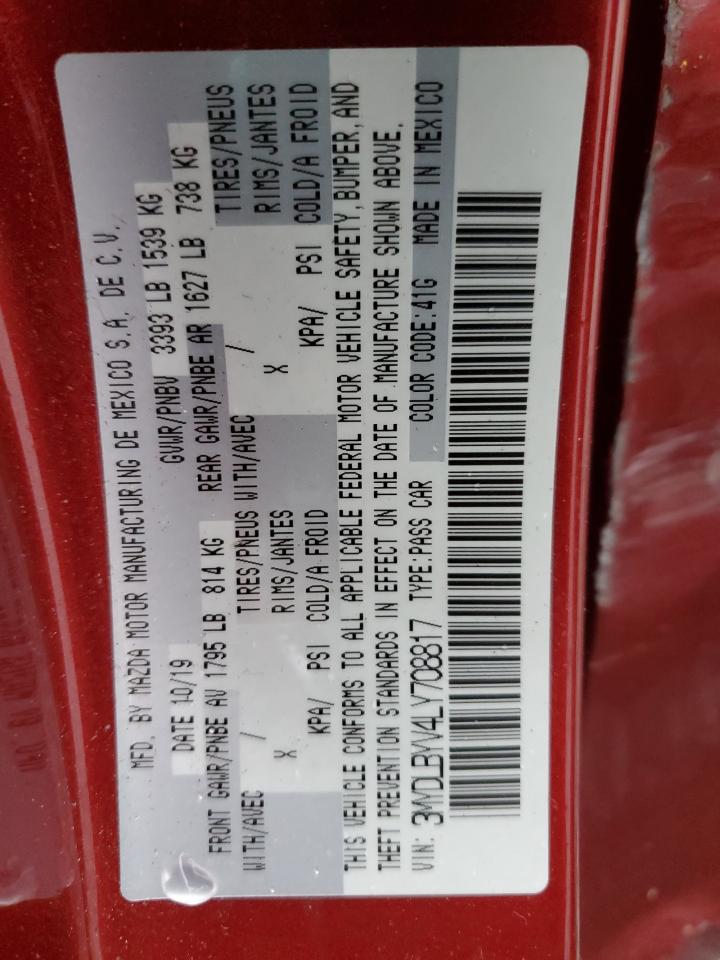 MFD. BY MAZDA MOTOR MANUFACTURING DE MEXICO S.A. DE C.V.
DATE 10/19 GVWR/PNBV 3393 LB 1539 KG
FRONT GAWR/PNBE AV 1795 LB 814 KG REAR GAWR/PNBE AR 1627 LB 738 KG
WITH/AVEC / TIRES/PNEUS WITH/AVEC / TIRES/PNEUS
X RIMS/JANTES X RIMS/JANTES
KPA/ PSI COLD/A FROID KPA/ PSI COLD/A FROID
THIS VEHICLE CONFORMS TO ALL APPLICABLE FEDERAL MOTOR VEHICLE SAFETY, BUMPER, AND
THEFT PREVENTION STANDARDS IN EFFECT ON THE DATE OF MANUFACTURE SHOWN ABOVE.
VIN: 3MYDLBYV4LY708817 TYPE:PASS CAR COLOR CODE:41G MADE IN MEXICO